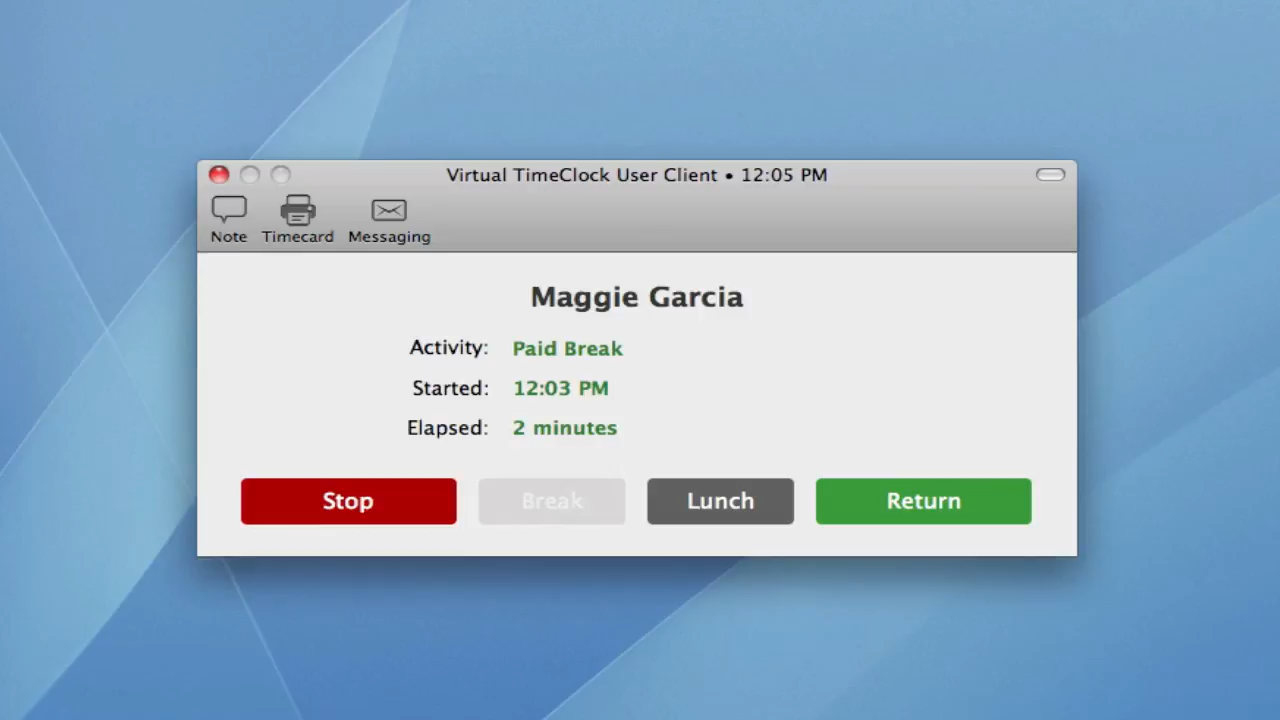 Virtual TimeClock User Client • 12:05 PM
Note Timecard Messaging
Maggie Garcia
Activity: Paid Break
Started: 12:03 PM
Elapsed: 2 minutes
Stop Break Lunch Return